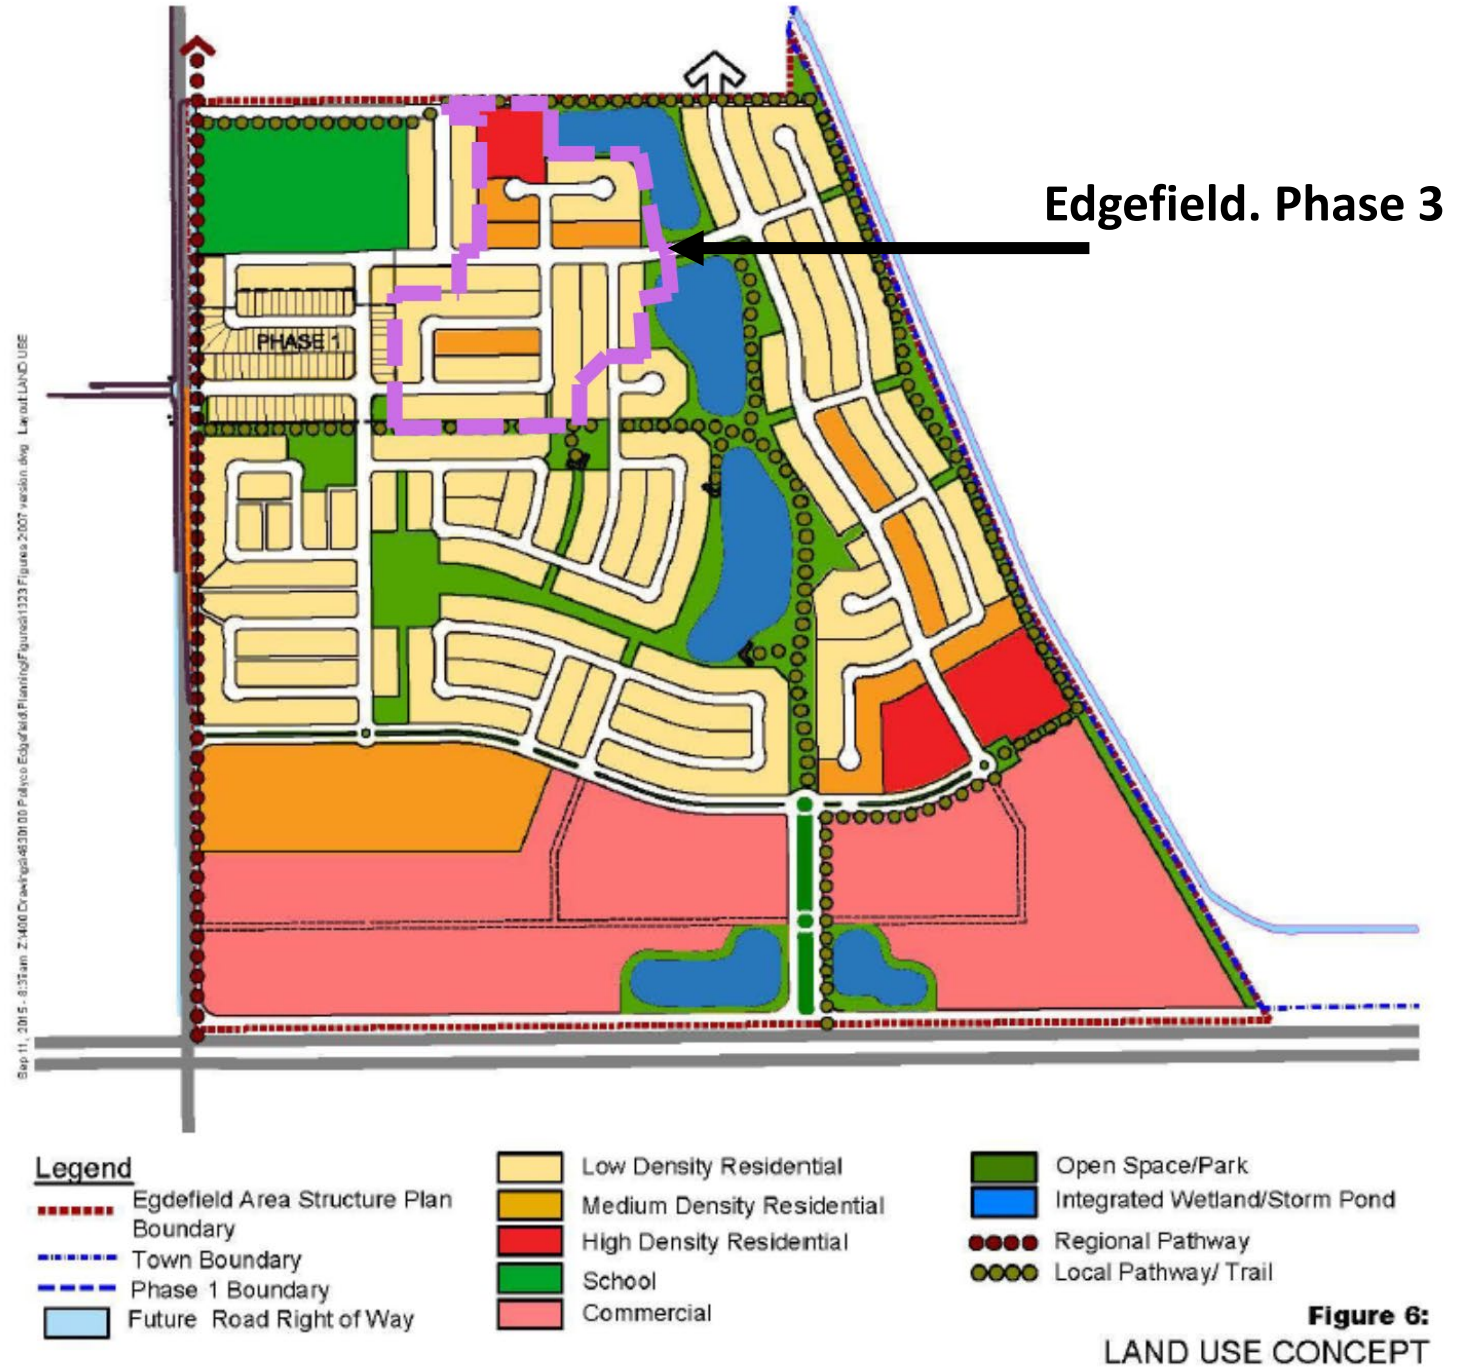 Edgefield. Phase 3
PHASE 1
Legend
Egdefield Area Structure Plan
Boundary
Town Boundary
Phase 1 Boundary
Future Road Right of Way
Low Density Residential
Medium Density Residential
High Density Residential
School
Commercial
Open Space/Park
Integrated Wetland/Storm Pond
Regional Pathway
Local Pathway/ Trail
Figure 6:
LAND USE CONCEPT